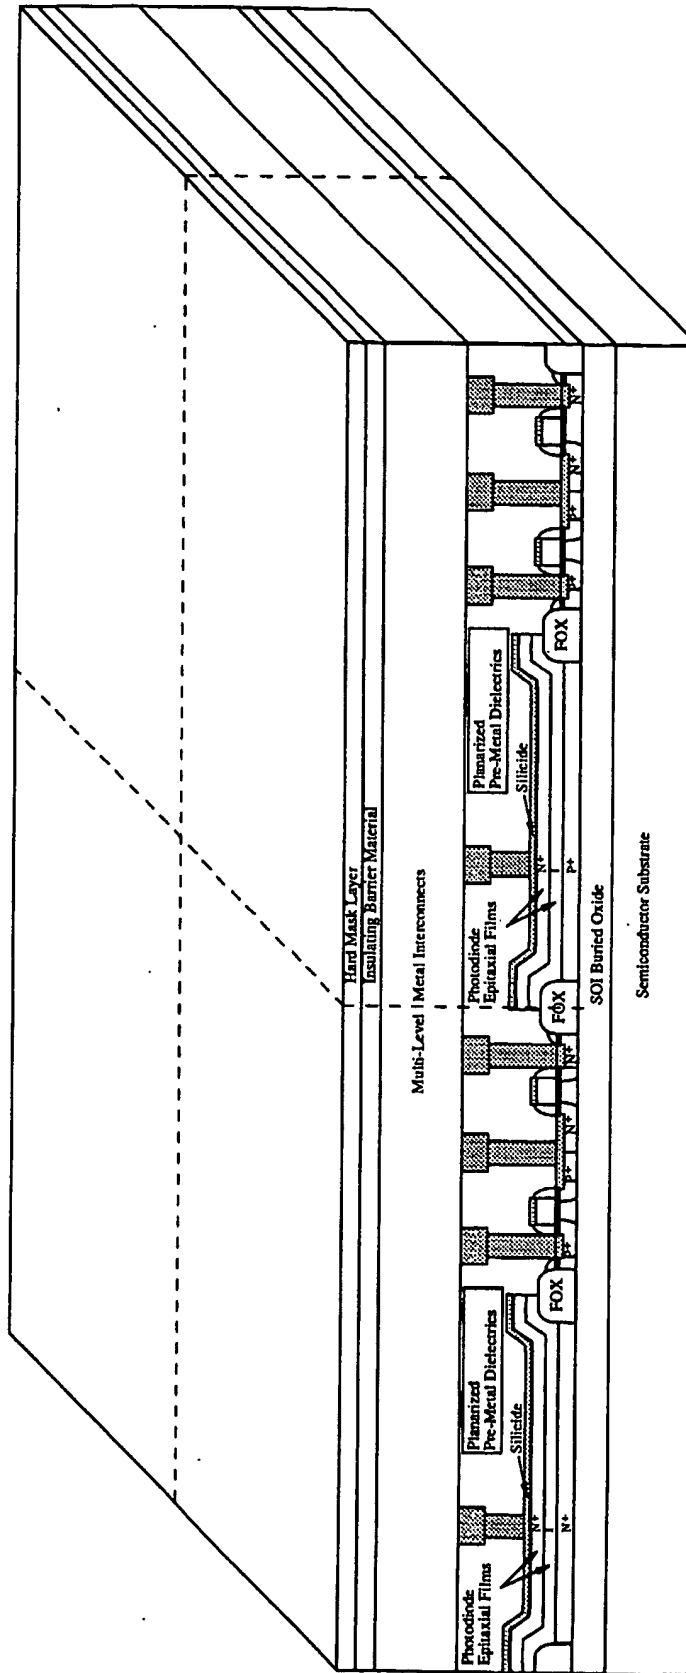 Hard Mask Layer
Insulating Barrier Material
Multi-Level Metal Interconnects
Photodiode
Epitaxial Films
Planarized
Pre-Metal Dielectrics
Silicide
N+
I
N+
FOX
P+
P+
N+
N+
FOX
Photodiode
Epitaxial Films
Planarized
Pre-Metal Dielectrics
Silicide
N+
I
P+
FOX
P+
P+
N+
N+
SOI Buried Oxide
Semiconductor Substrate